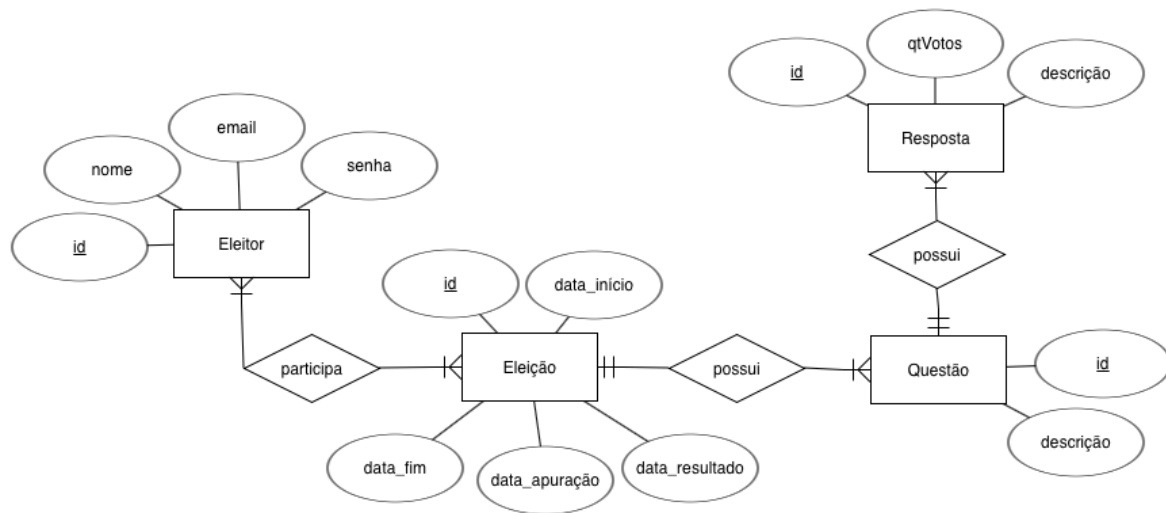 qtVotos
id
descrição
Resposta
email
nome
senha
id
Eleitor
possui
id
data_início
participa
Eleição
possui
Questão
id
descrição
data_fim
data_apuração
data_resultado